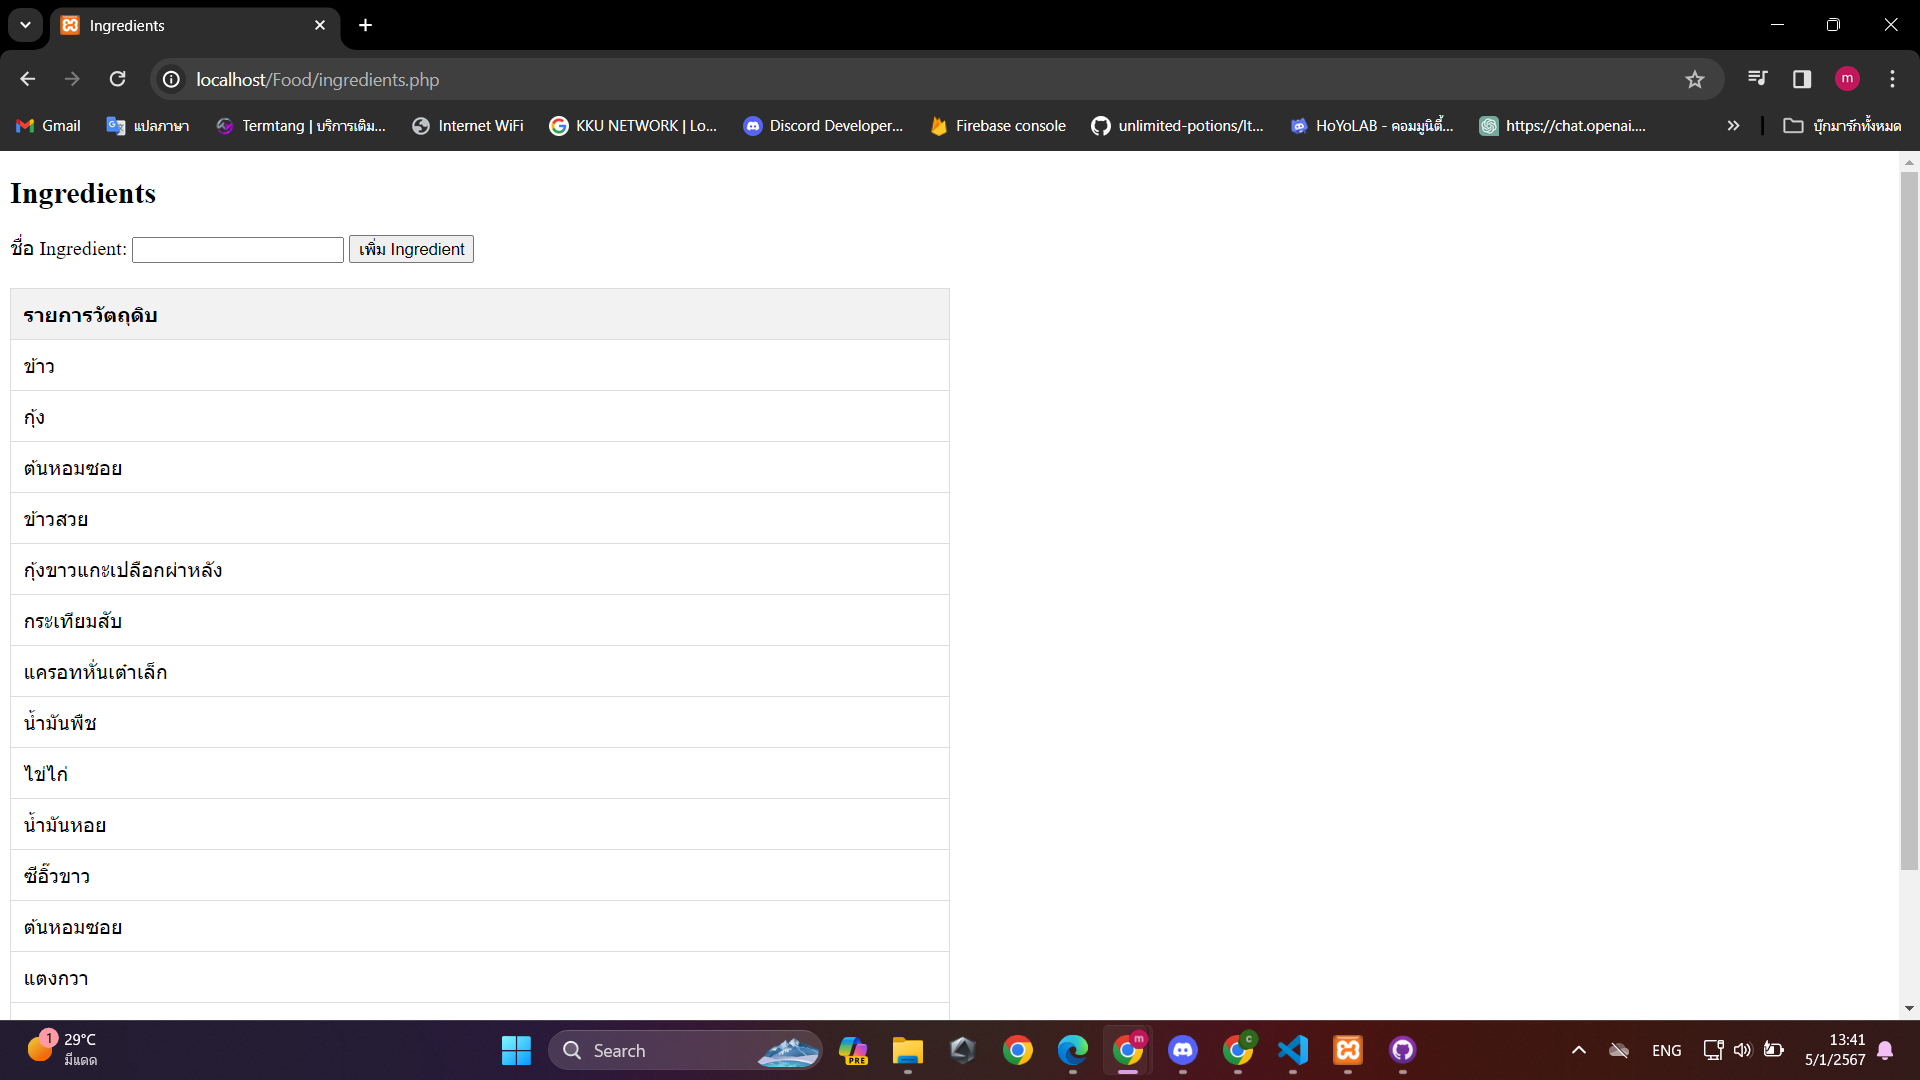 Ingredients
localhost/Food/ingredients.php
m
Gmail
แปลภาษา
Termtang | บริการเติม...
Internet WiFi
KKU NETWORK | Lo...
Discord Developer...
Firebase console
unlimited-potions/It...
HoYoLAB - คอมมูนิตี้...
https://chat.openai....
บุ๊กมาร์กทั้งหมด
Ingredients
ชื่อ Ingredient: เพิ่ม Ingredient
รายการวัตถุดิบ
ข้าว
กุ้ง
ต้นหอมซอย
ข้าวสวย
กุ้งขาวแกะเปลือกผ่าหลัง
กระเทียมสับ
แครอทหั่นเต๋าเล็ก
น้ำมันพืช
ไข่ไก่
น้ำมันหอย
ซีอิ๊วขาว
ต้นหอมซอย
แตงกวา
1
29°C
มีแดด
Search
PRE
m
c
ENG
13:41
5/1/2567